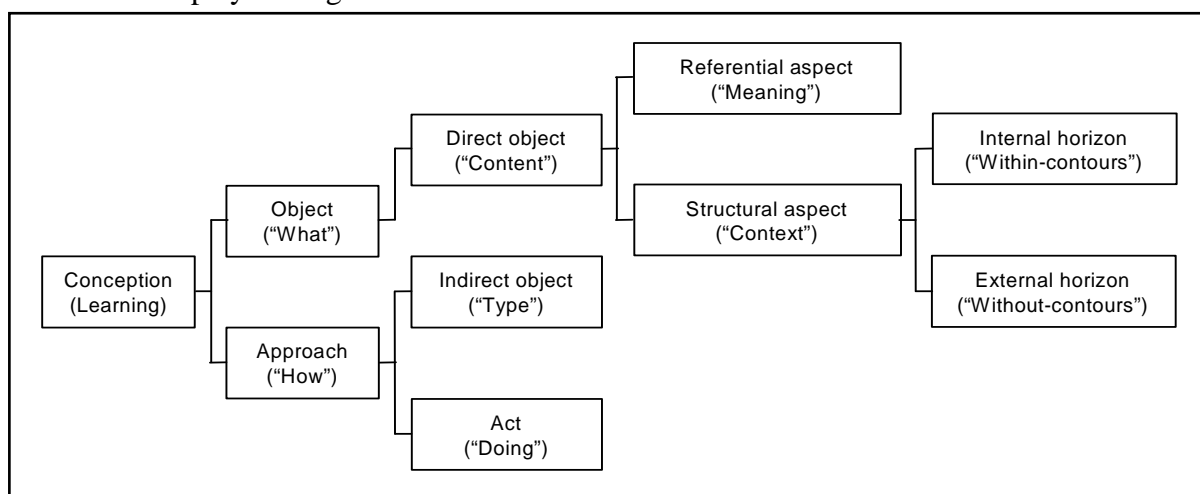 Referential aspect
(“Meaning”)
Direct object
(“Content”)
Internal horizon
(“Within-contours”)
Object
(“What”)
Structural aspect
(“Context”)
Conception
(Learning)
Indirect object
(“Type”)
External horizon
(“Without-contours”)
Approach
(“How”)
Act
(“Doing”)